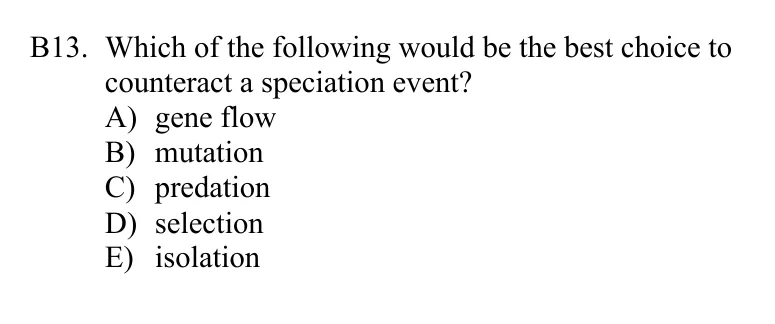 B13. Which of the following would be the best choice to
counteract a speciation event?
A) gene flow
B) mutation
C) predation
D) selection
E) isolation